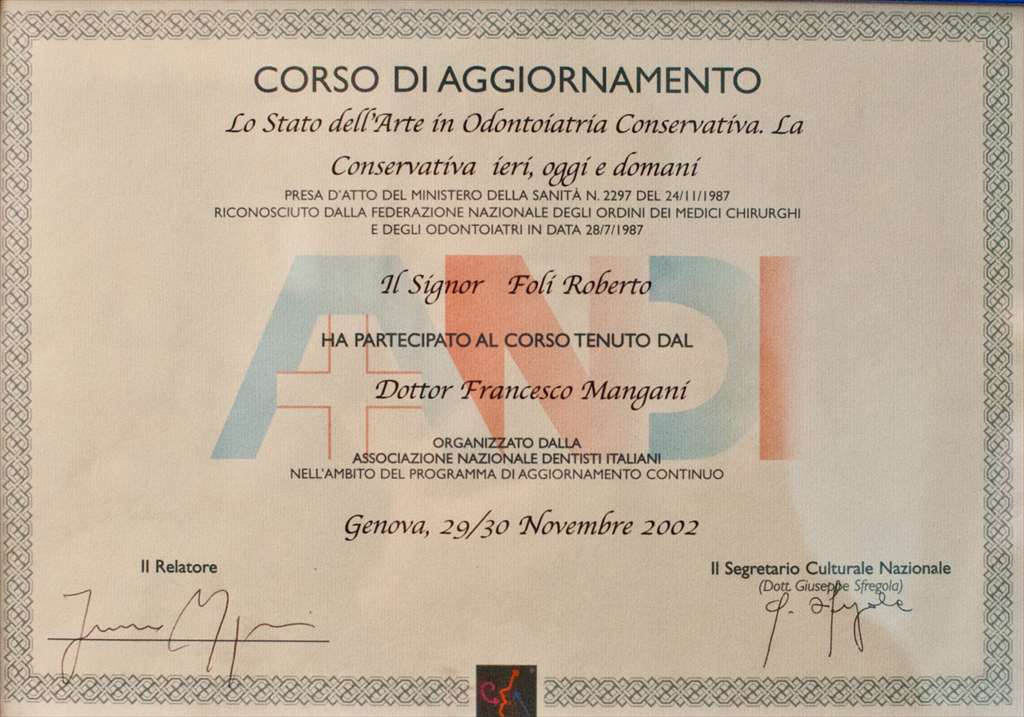 CORSO DI AGGIORNAMENTO
Lo Stato dell'Arte in Odontoiatria Conservativa. La
Conservativa ieri, oggi e domani
PRESA D'ATTO DEL MINISTERO DELLA SANITÀ N. 2297 DEL 24/11/1987
RICONOSCIUTO DALLA FEDERAZIONE NAZIONALE DEGLI ORDINI DEI MEDICI CHIRURGHI
E DEGLI ODONTOIATRI IN DATA 28/7/1987
ANDI
Il Signor Foli Roberto
HA PARTECIPATO AL CORSO TENUTO DAL
Dottor Francesco Mangani
ORGANIZZATO DALLA
ASSOCIAZIONE NAZIONALE DENTISTI ITALIANI
NELL'AMBITO DEL PROGRAMMA DI AGGIORNAMENTO CONTINUO
Genova, 29/30 Novembre 2002
Il Relatore
Il Segretario Culturale Nazionale
(Dott. Giuseppe Sfregola)
G. Sfregola